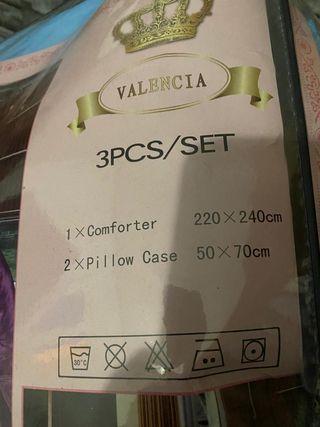 VALENCIA
3PCS/SET
1×Comforter 220×240cm
2×Pillow Case 50×70cm
30°C